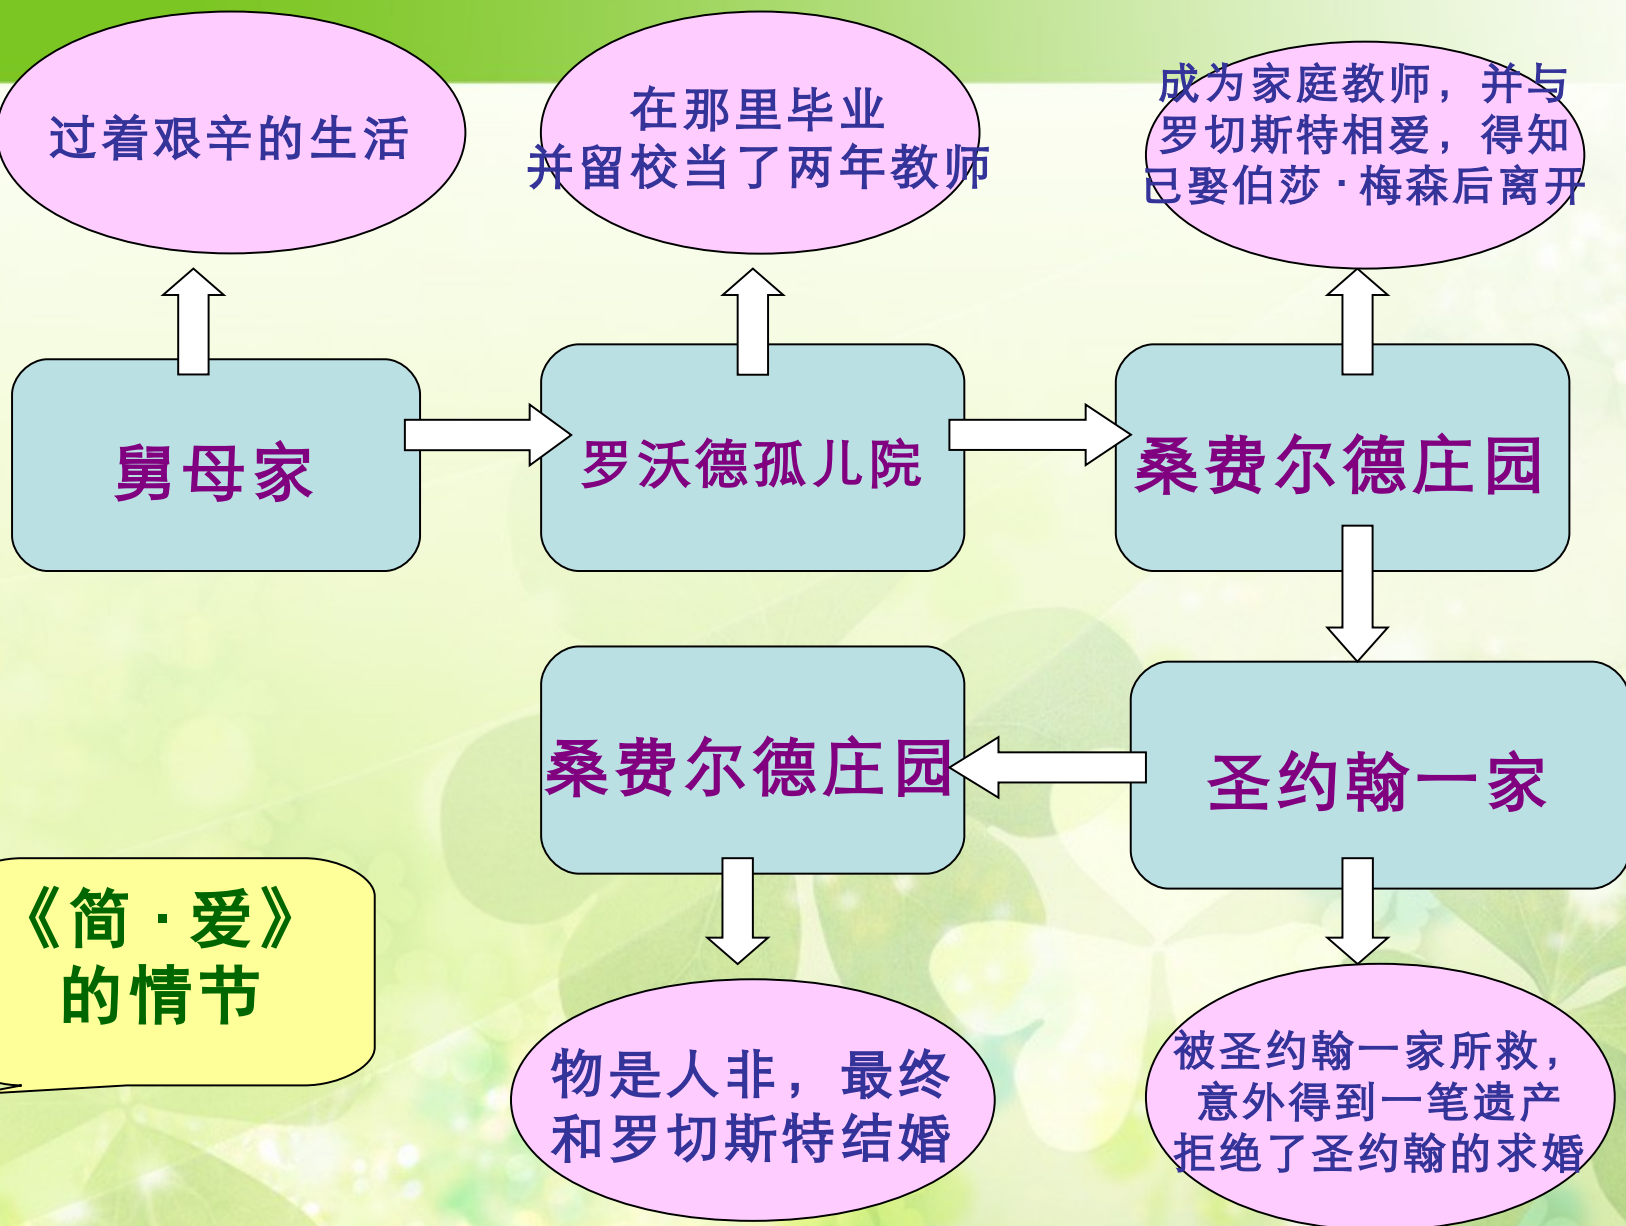 过着艰辛的生活
在那里毕业
并留校当了两年教师
成为家庭教师，并与
罗切斯特相爱，得知
已娶伯莎·梅森后离开
舅母家
罗沃德孤儿院
桑费尔德庄园
桑费尔德庄园
圣约翰一家
《简·爱》
的情节
物是人非，最终
和罗切斯特结婚
被圣约翰一家所救，
意外得到一笔遗产
拒绝了圣约翰的求婚